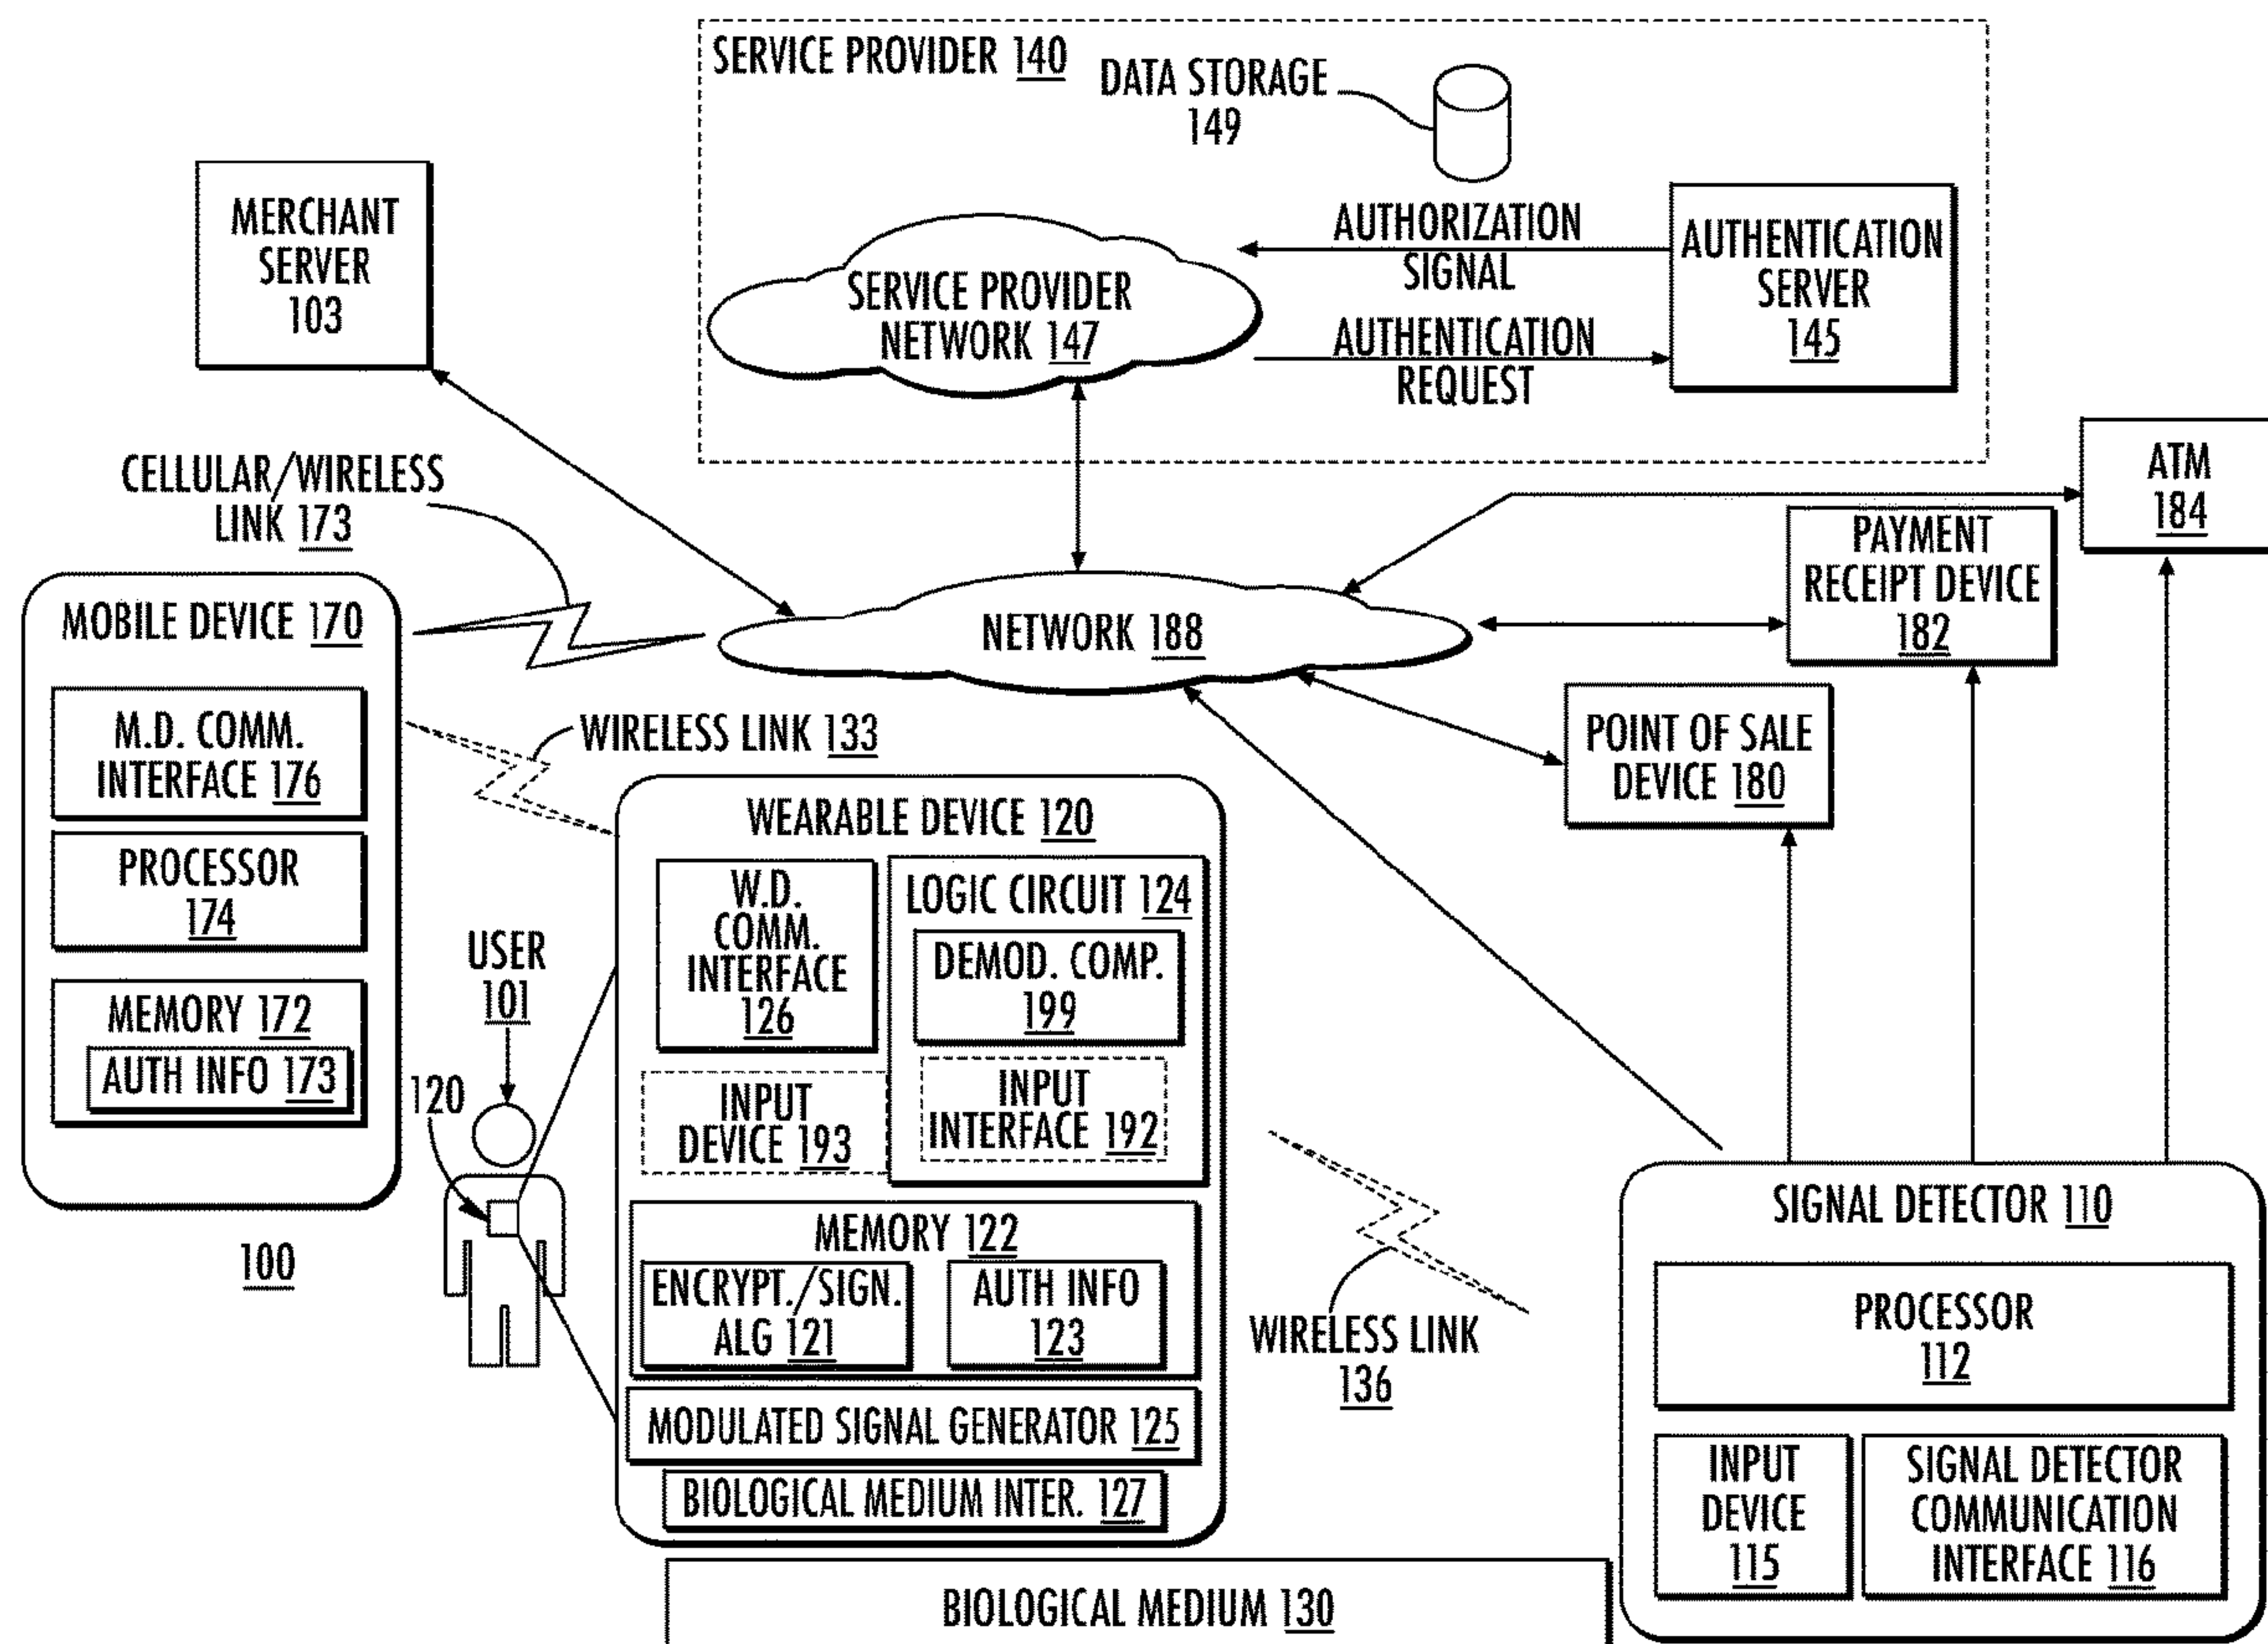 SERVICE PROVIDER 140
DATA STORAGE
149
MERCHANT
SERVER
103
SERVICE PROVIDER
NETWORK 147
AUTHORIZATION
SIGNAL
AUTHENTICATION
REQUEST
AUTHENTICATION
SERVER
145
CELLULAR/WIRELESS
LINK 173
ATM
184
PAYMENT
RECEIPT DEVICE
182
NETWORK 188
POINT OF SALE
DEVICE 180
MOBILE DEVICE 170
M.D. COMM.
INTERFACE 176
PROCESSOR
174
MEMORY 172
AUTH INFO 173
WIRELESS LINK 133
USER
101
120
100
WEARABLE DEVICE 120
W.D.
COMM.
INTERFACE
126
LOGIC CIRCUIT 124
DEMOD. COMP.
199
INPUT
DEVICE 193
INPUT
INTERFACE 192
MEMORY 122
ENCRYPT./SIGN.
ALG 121
AUTH INFO
123
MODULATED SIGNAL GENERATOR 125
BIOLOGICAL MEDIUM INTER. 127
WIRELESS LINK
136
SIGNAL DETECTOR 110
PROCESSOR
112
INPUT
DEVICE
115
SIGNAL DETECTOR
COMMUNICATION
INTERFACE 116
BIOLOGICAL MEDIUM 130